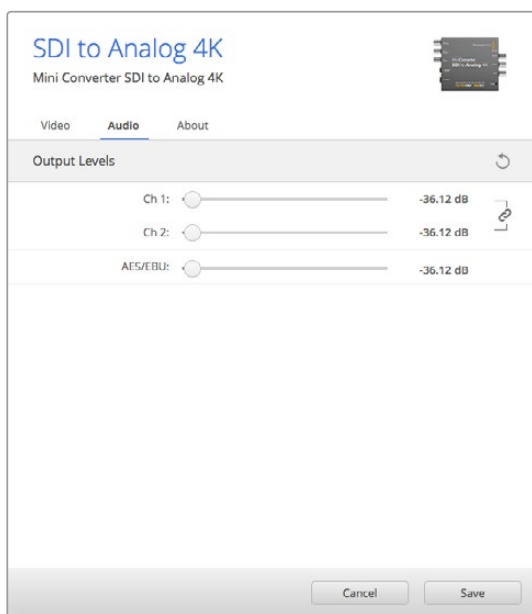 SDI to Analog 4K
Mini Converter SDI to Analog 4K
Video Audio About
Output Levels
Ch 1: -36.12 dB
Ch 2: -36.12 dB
AES/EBU: -36.12 dB
Cancel Save